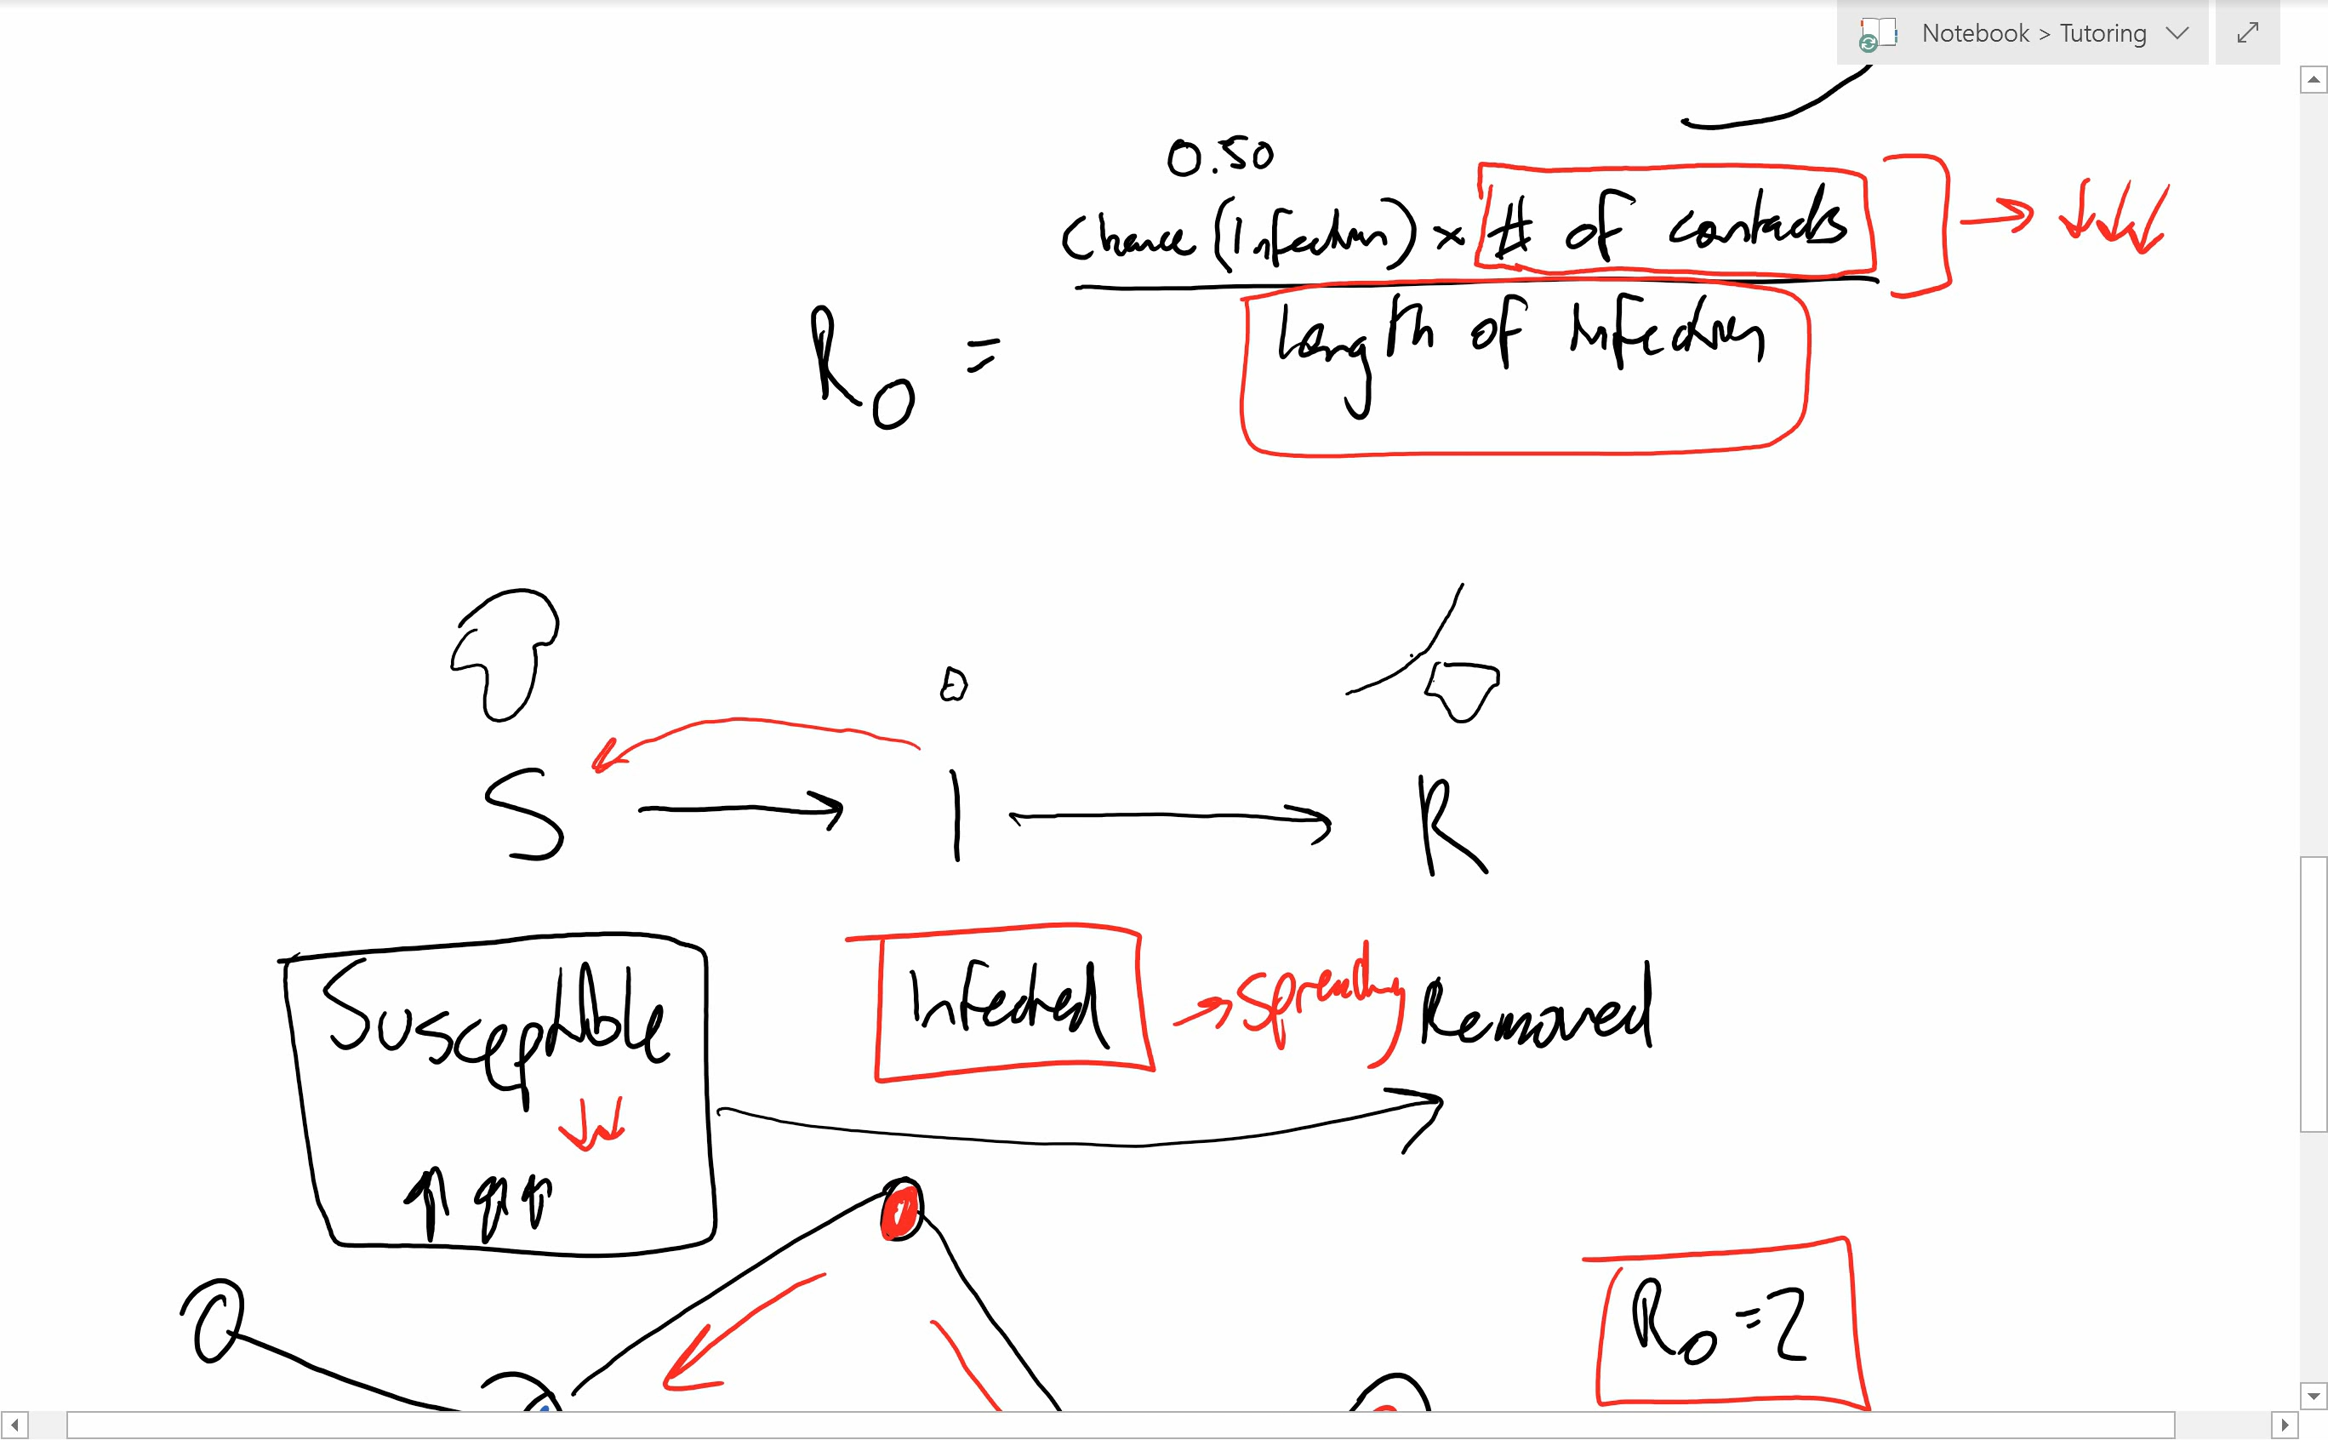 Notebook > Tutoring
0.50
Chance (Infection) × # of contacts
R0 =
length of infection
S → I → R
Susceptible
Infected
→ Spreading
Removed
R0 = 2